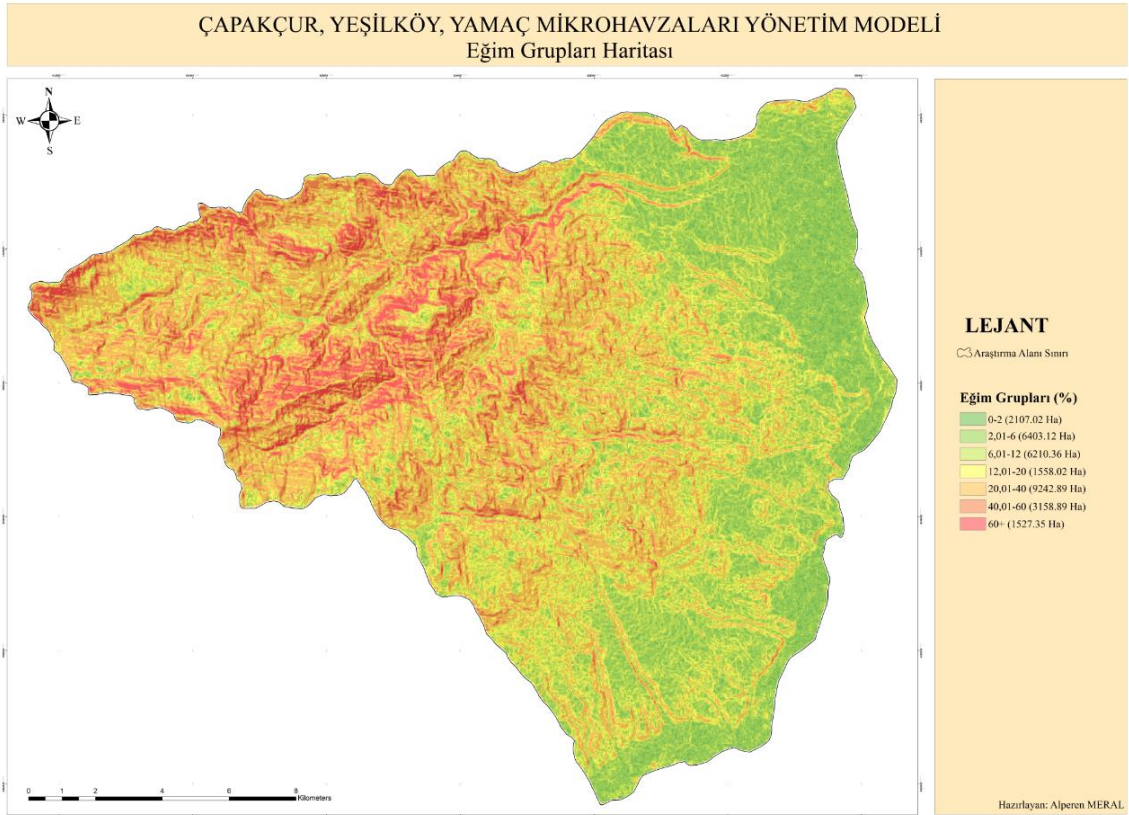 ÇAPAKÇUR, YEŞİLKÖY, YAMAÇ MİKROHAVZALARI YÖNETİM MODELİ
Eğim Grupları Haritası
N
W E
S
LEJANT
Araştırma Alanı Sınırı
Eğim Grupları (%)
0-2 (2107.02 Ha)
2,01-6 (6403.12 Ha)
6,01-12 (6210.36 Ha)
12,01-20 (1558.02 Ha)
20,01-40 (9242.89 Ha)
40,01-60 (3158.89 Ha)
60+ (1527.35 Ha)
0 1 2 4 6 8
Kilometers
Hazırlayan: Alperen MERAL